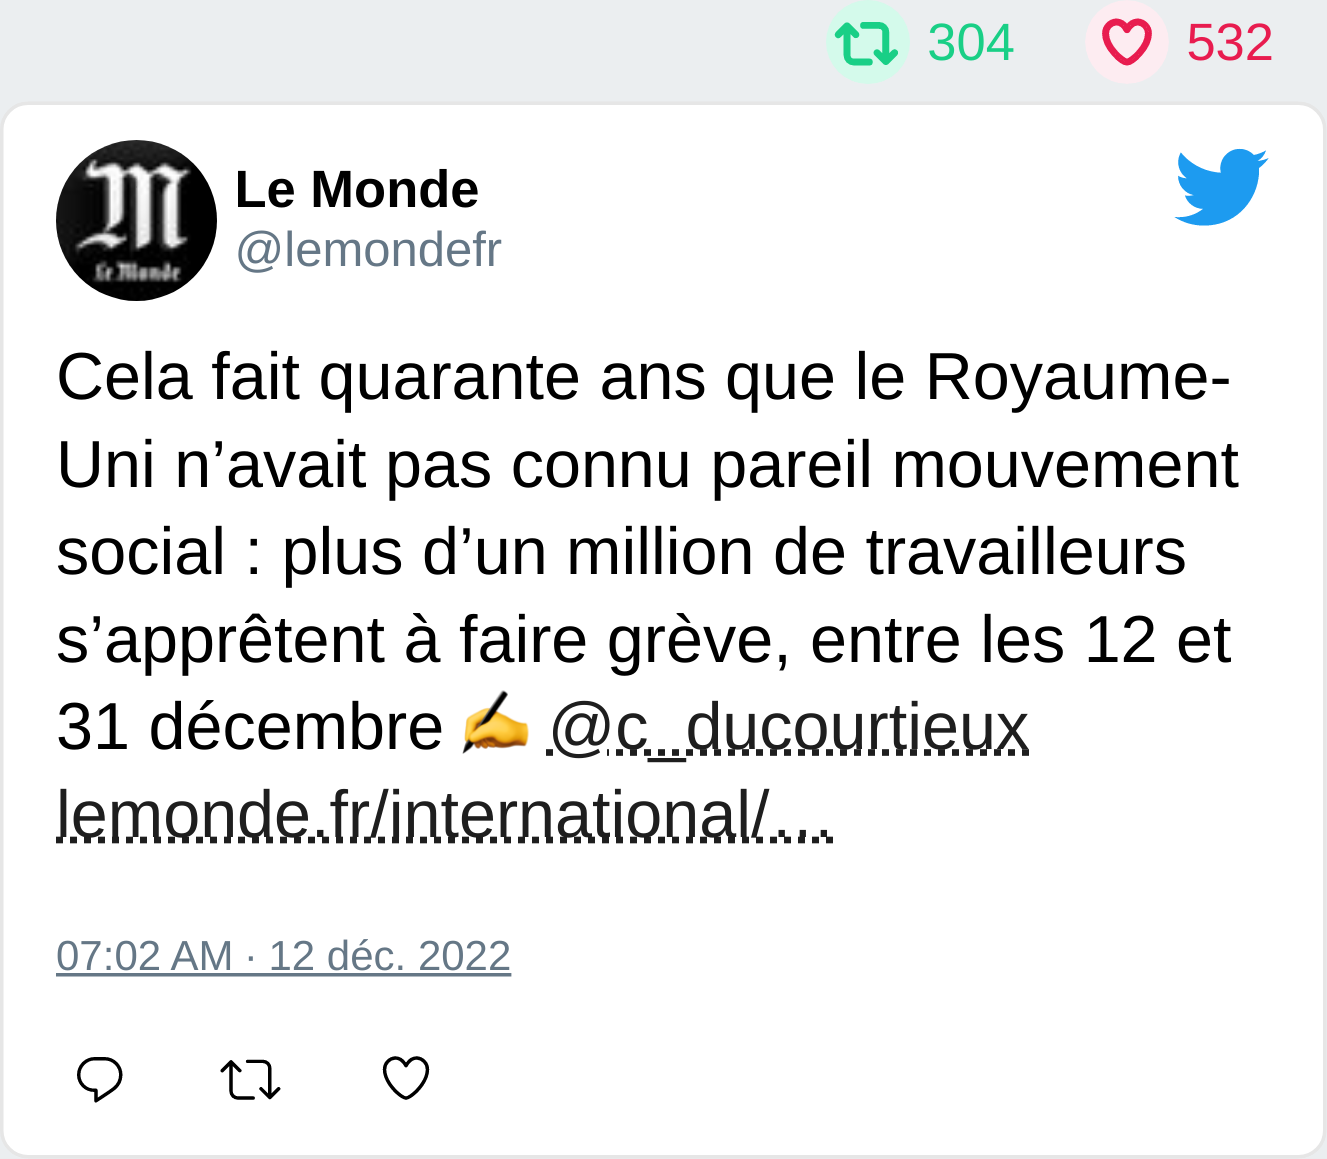 304 532
Le Monde
Le Monde
@lemondefr
Cela fait quarante ans que le Royaume-
Uni n’avait pas connu pareil mouvement
social : plus d’un million de travailleurs
s’apprêtent à faire grève, entre les 12 et
31 décembre ✍️ @c_ducourtieux
lemonde.fr/international/…
07:02 AM · 12 déc. 2022